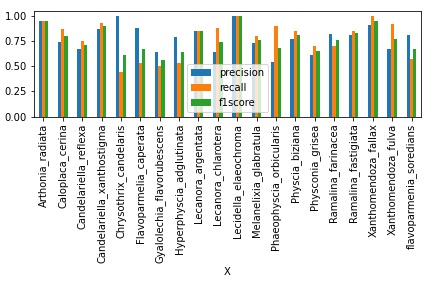 1.00
0.75
0.50
0.25
0.00
precision
recall
f1score
Arthonia_radiata
Caloplaca_cerina
Candelariella_reflexa
Candelariella_xanthostigma
Chrysothrix_candelaris
Flavoparmelia_caperata
Gyalolechia_flavorubescens
Hyperphyscia_adglutinata
Lecanora_argentata
Lecanora_chlarotera
Lecidella_elaeochroma
Melanelixia_glabratula
Phaeophyscia_orbicularis
Physcia_biziana
Physconia_grisea
Ramalina_farinacea
Ramalina_fastigiata
Xanthomendoza_fallax
Xanthomendoza_fulva
flavoparmenia_soredians
X